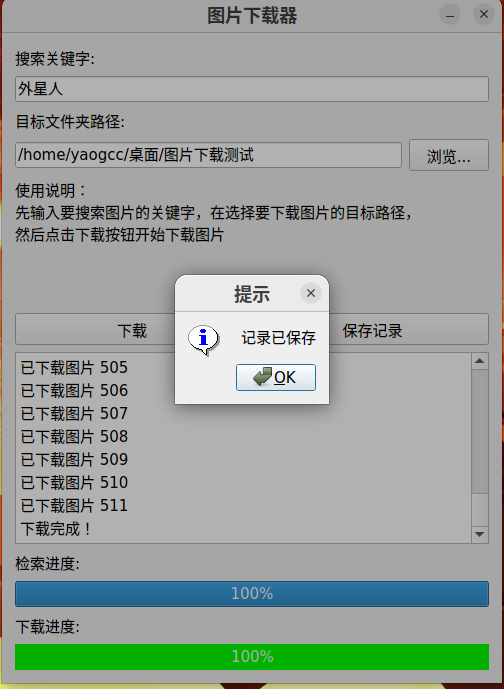 图片下载器
搜索关键字:
外星人
目标文件夹路径:
/home/yaogcc/桌面/图片下载测试
浏览...
使用说明：
先输入要搜索图片的关键字，在选择要下载图片的目标路径，
然后点击下载按钮开始下载图片
提示
记录已保存
OK
下载
保存记录
已下载图片 505
已下载图片 506
已下载图片 507
已下载图片 508
已下载图片 509
已下载图片 510
已下载图片 511
下载完成！
检索进度:
100%
下载进度:
100%